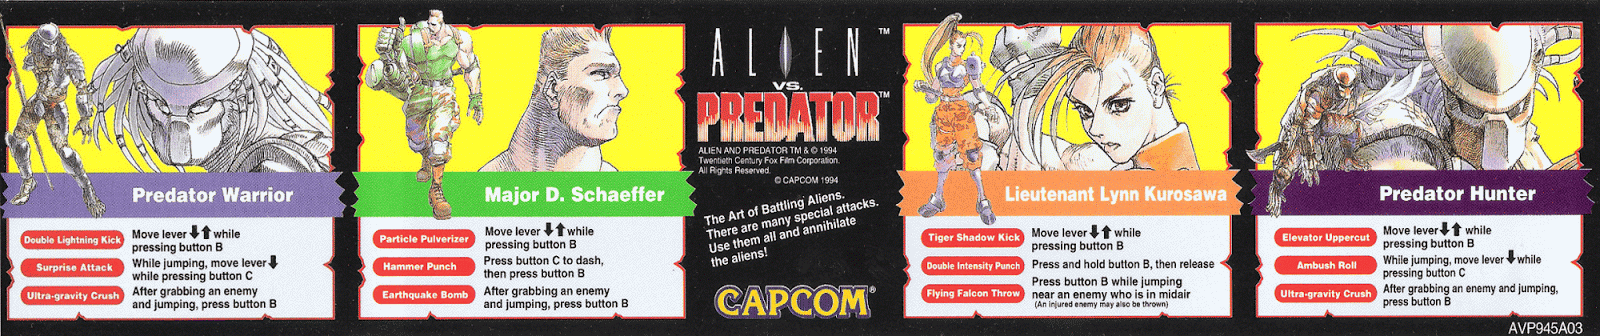 Predator Warrior
Double Lightning Kick
Move lever ⬇⬆ while
pressing button B
Surprise Attack
While jumping, move lever ⬇
while pressing button C
Ultra-gravity Crush
After grabbing an enemy
and jumping, press button B
Major D. Schaeffer
Particle Pulverizer
Move lever ⬇⬆ while
pressing button B
Hammer Punch
Press button C to dash,
then press button B
Earthquake Bomb
After grabbing an enemy
and jumping, press button B
ALIEN™
VS.
PREDATOR™
ALIEN AND PREDATOR TM & © 1994
Twentieth Century Fox Film Corporation.
All Rights Reserved.
© CAPCOM 1994
The Art of Battling Aliens.
There are many special attacks.
Use them all and annihilate
the aliens!
CAPCOM®
Lieutenant Lynn Kurosawa
Tiger Shadow Kick
Move lever ⬇⬆ while
pressing button B
Double Intensity Punch
Press and hold button B, then release
Flying Falcon Throw
Press button B while jumping
near an enemy who is in midair
(An injured enemy may also be thrown)
Predator Hunter
Elevator Uppercut
Move lever ⬇⬆ while
pressing button B
Ambush Roll
While jumping, move lever ⬇ while
pressing button C
Ultra-gravity Crush
After grabbing an enemy and jumping,
press button B
AVP945A03